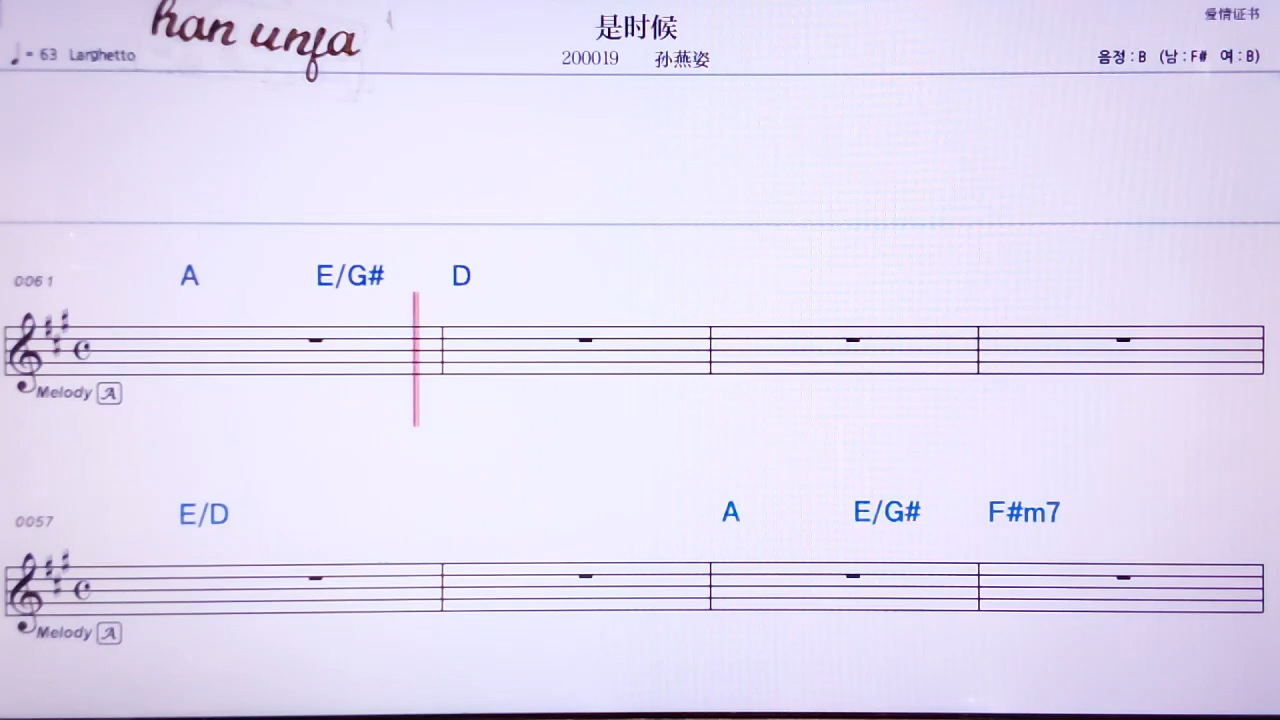 han unfa
是时候
爱情证书
♩= 63 Larghetto
200019 孙燕姿
음정 : B (남 : F# 여 : B)
0061 A E/G# D
Melody A
0057 E/D A E/G# F#m7
Melody A